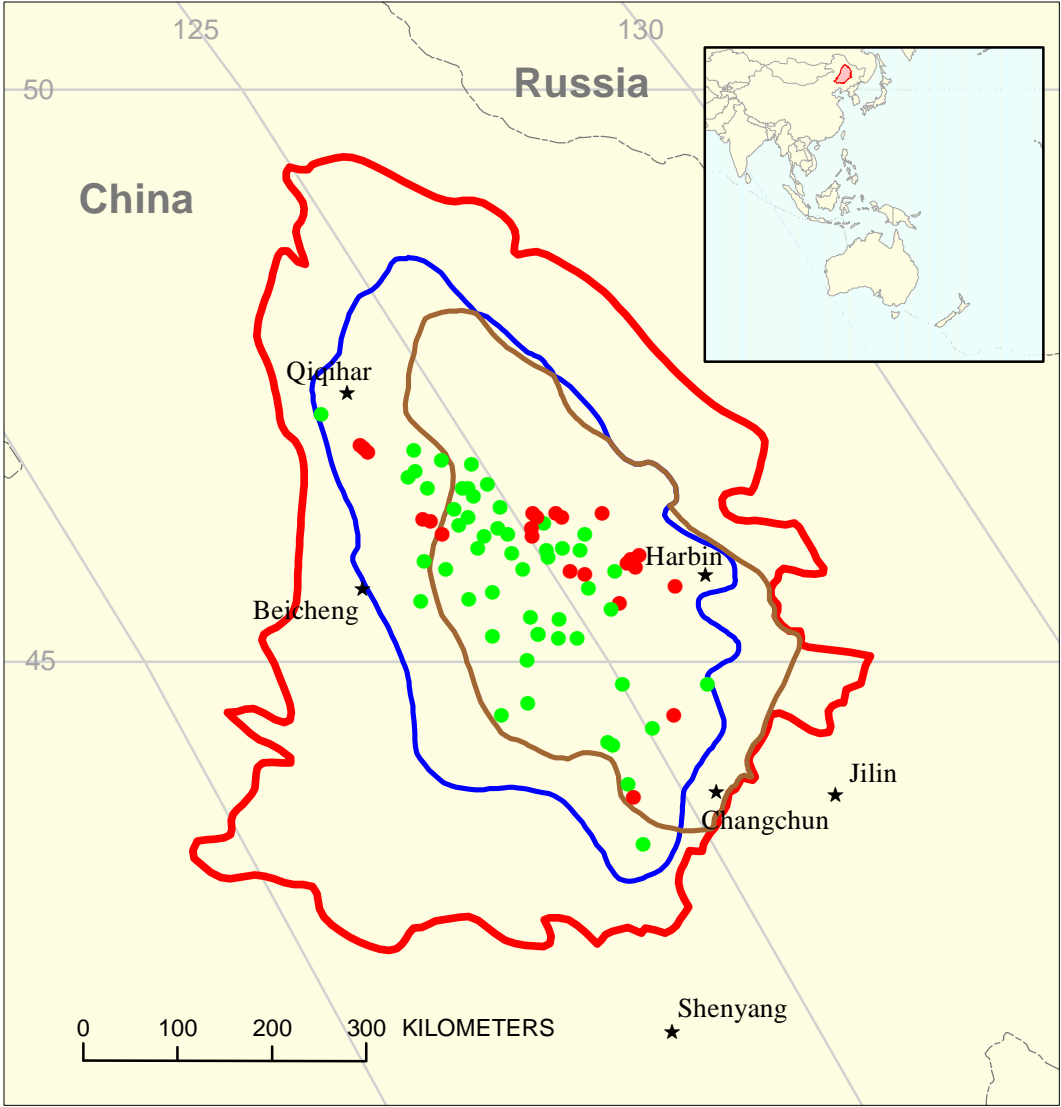 125
130
50
Russia
China
Qiqihar
Harbin
Beicheng
45
Jilin
Changchun
Shenyang
0 100 200 300 KILOMETERS